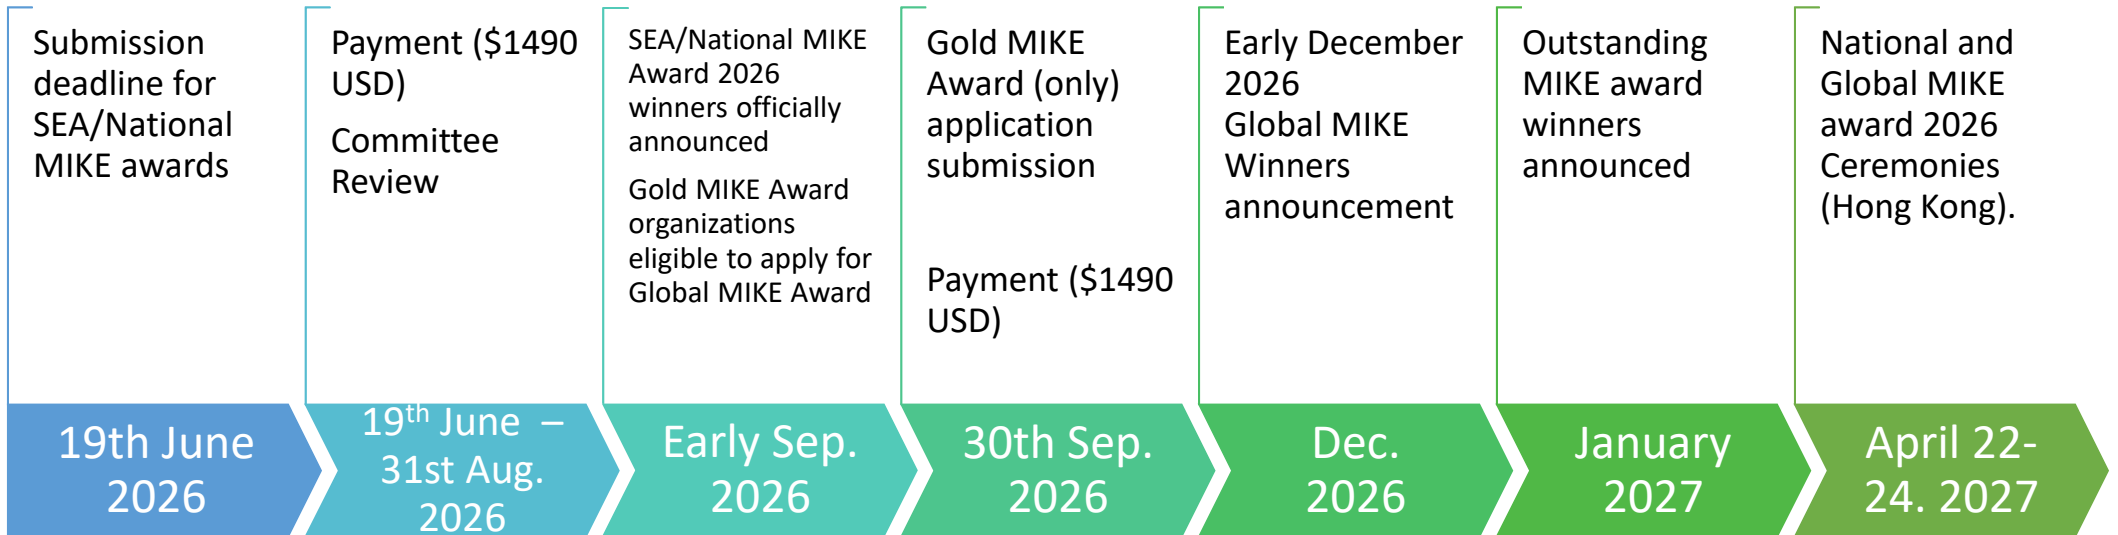 Submission
deadline for
SEA/National
MIKE awards
19th June
2026
Payment ($1490
USD)
Committee
Review
19th June –
31st Aug.
2026
SEA/National MIKE
Award 2026
winners officially
announced
Gold MIKE Award
organizations
eligible to apply for
Global MIKE Award
Early Sep.
2026
Gold MIKE
Award (only)
application
submission
Payment ($1490
USD)
30th Sep.
2026
Early December
2026
Global MIKE
Winners
announcement
Dec.
2026
Outstanding
MIKE award
winners
announced
January
2027
National and
Global MIKE
award 2026
Ceremonies
(Hong Kong).
April 22-
24. 2027